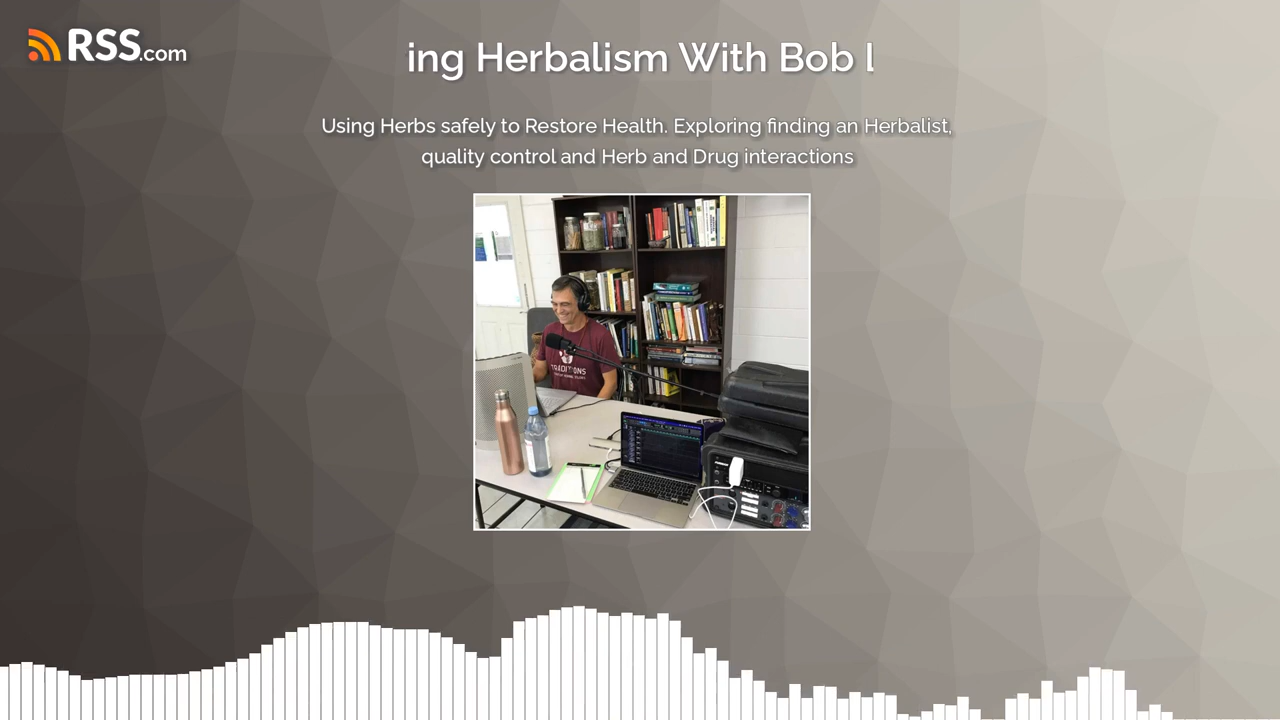 RSS.com
ing Herbalism With Bob
Using Herbs safely to Restore Health. Exploring finding an Herbalist,
quality control and Herb and Drug interactions
TRADITIONS